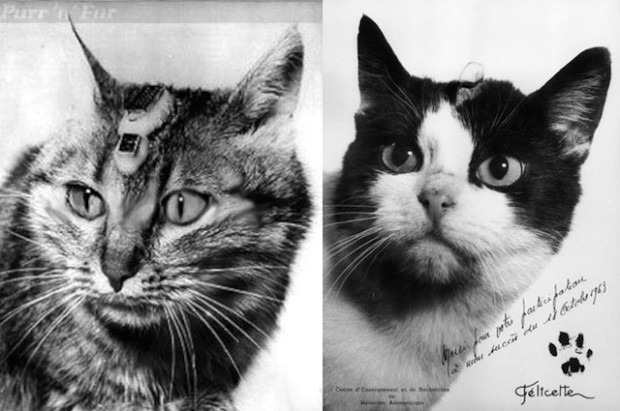 Purr 'n' Fur
Merci pour votre participation
à mon succès du 18 Octobre 1963
Centre d'Enseignement et de Recherches
de
Médecine Aéronautique
Félicette